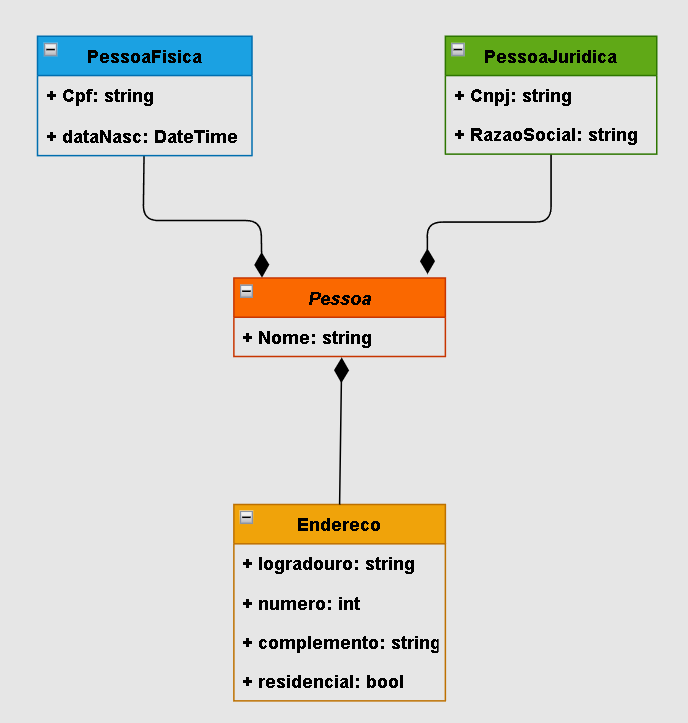 PessoaFisica
+ Cpf: string
+ dataNasc: DateTime
PessoaJuridica
+ Cnpj: string
+ RazaoSocial: string
Pessoa
+ Nome: string
Endereco
+ logradouro: string
+ numero: int
+ complemento: string
+ residencial: bool